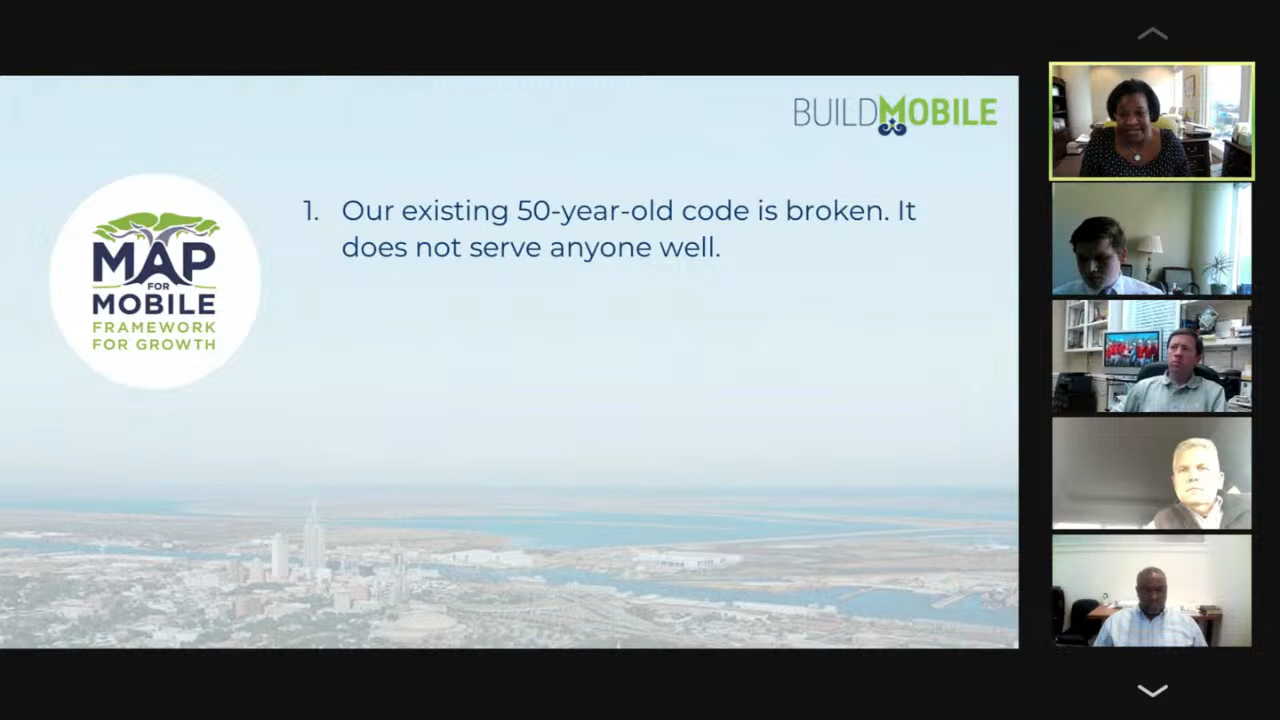 BUILDMOBILE
MAP
FOR
MOBILE
FRAMEWORK
FOR GROWTH
1. Our existing 50-year-old code is broken. It
does not serve anyone well.